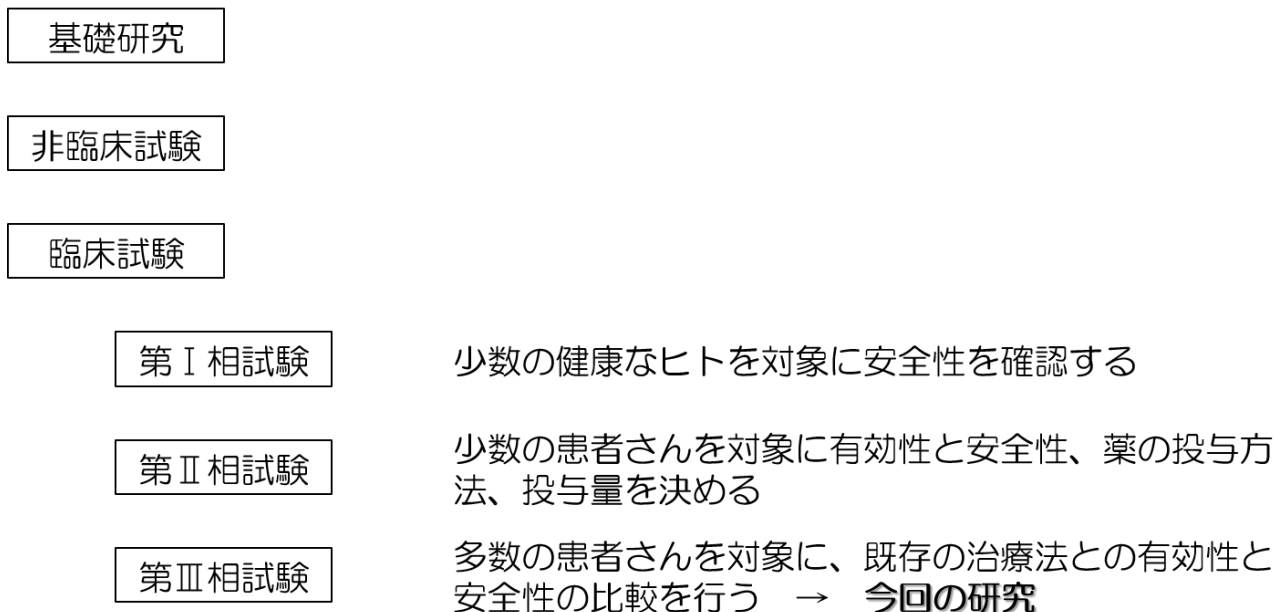 基礎研究
非臨床試験
臨床試験
第Ⅰ相試験
少数の健康なヒトを対象に安全性を確認する
第Ⅱ相試験
少数の患者さんを対象に有効性と安全性、薬の投与方
法、投与量を決める
第Ⅲ相試験
多数の患者さんを対象に、既存の治療法との有効性と
安全性の比較を行う → 今回の研究